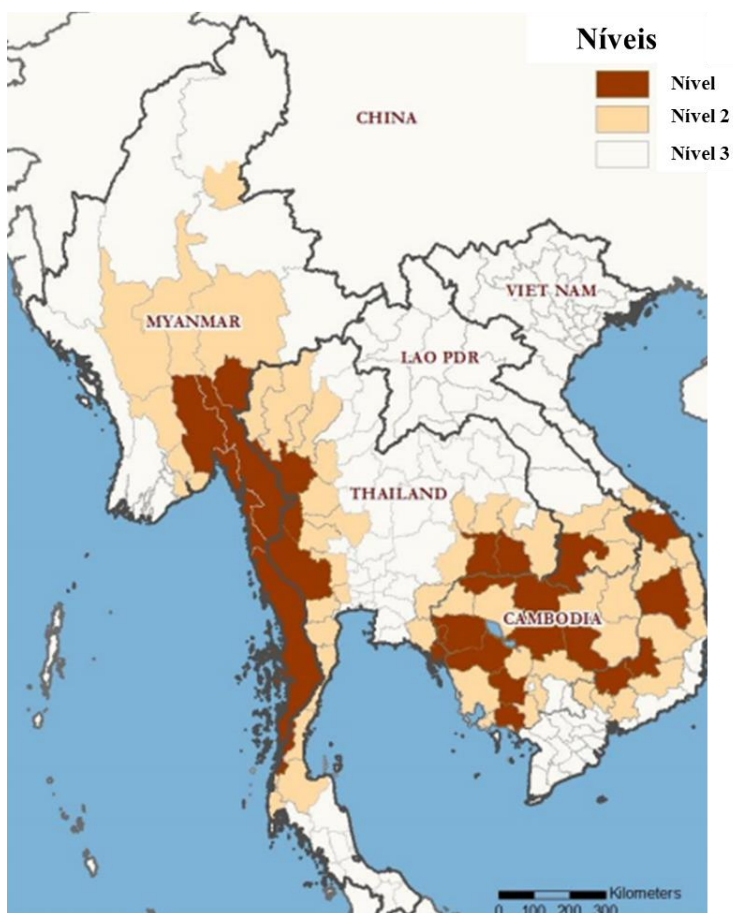 Níveis
Nível
Nível 2
Nível 3
CHINA
VIET NAM
MYANMAR
LAO PDR
THAILAND
CAMBODIA
Kilometers
0 100 200 300